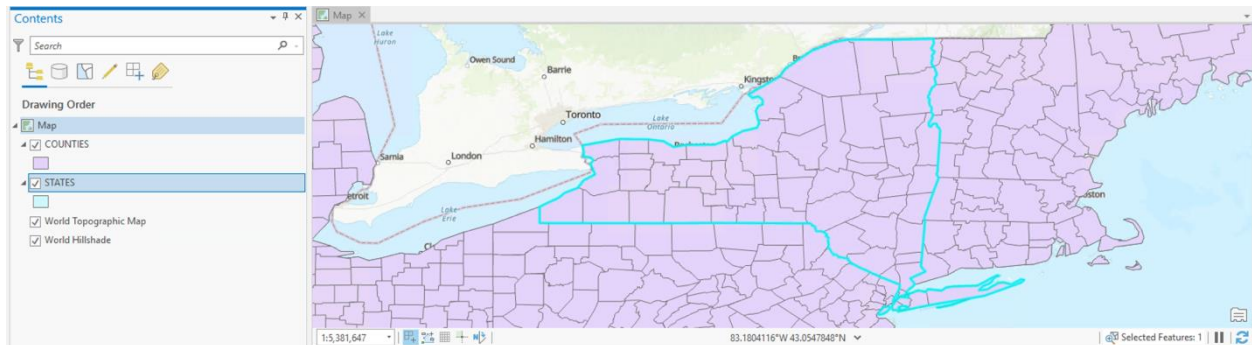 Contents
Search
Drawing Order
Map
COUNTIES
STATES
World Topographic Map
World Hillshade
Map
Lake
Huron
Owen Sound
Barrie
Kingston
Toronto
Lake
Ontario
Hamilton
Sarnia
London
etroit
Lake
Erie
ston
1:5,381,647
83.1804116°W 43.0547848°N
Selected Features: 1